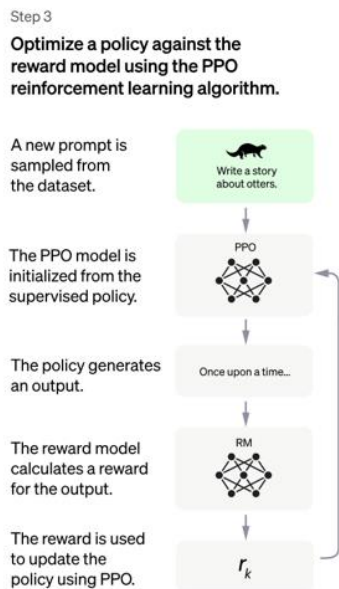 Step 3
Optimize a policy against the
reward model using the PPO
reinforcement learning algorithm.
A new prompt is
sampled from
the dataset.
Write a story
about otters.
The PPO model is
initialized from the
supervised policy.
PPO
The policy generates
an output.
Once upon a time...
The reward model
calculates a reward
for the output.
RM
The reward is used
to update the
policy using PPO.
r_k